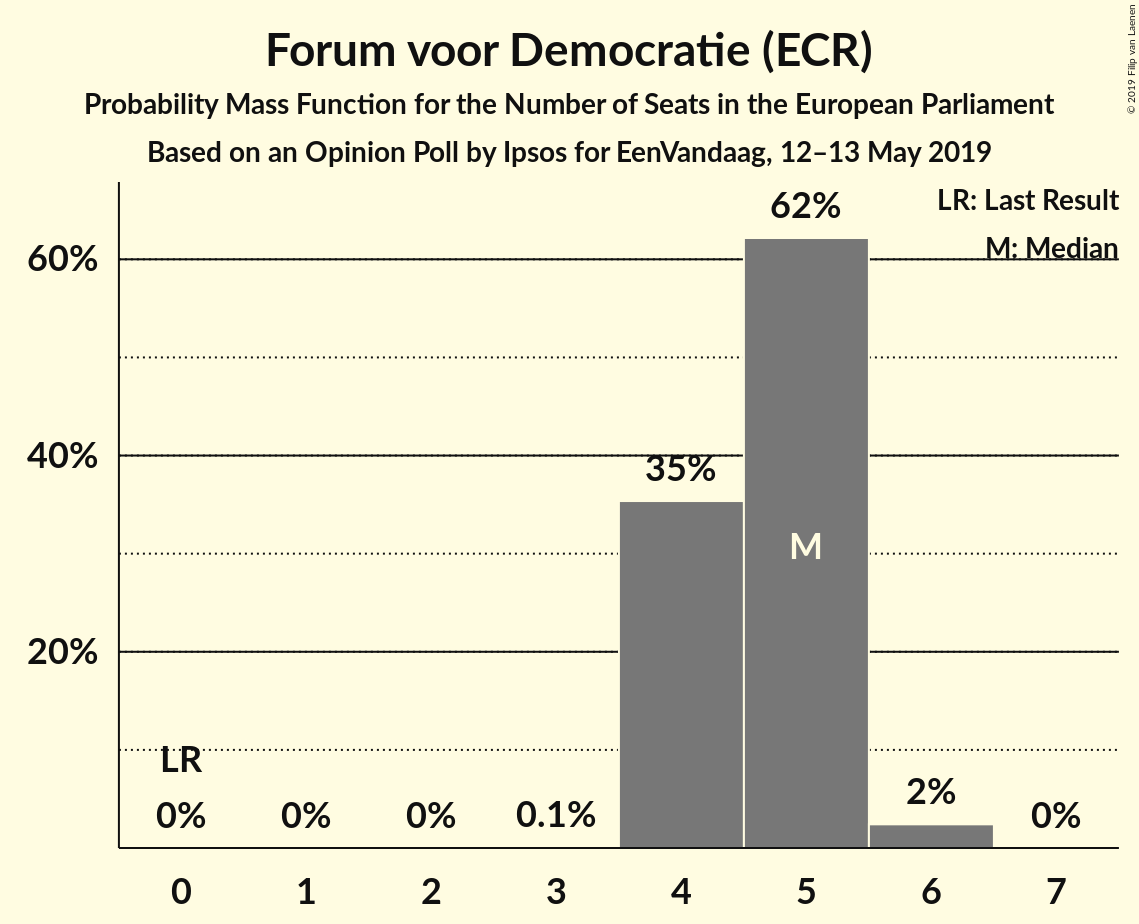 Forum voor Democratie (ECR)
Probability Mass Function for the Number of Seats in the European Parliament
Based on an Opinion Poll by Ipsos for EenVandaag, 12–13 May 2019
© 2019 Filip van Laenen
LR: Last Result
M: Median
62%
60%
40%
35%
M
20%
LR
0%
0%
0%
0.1%
2%
0%
0 1 2 3 4 5 6 7